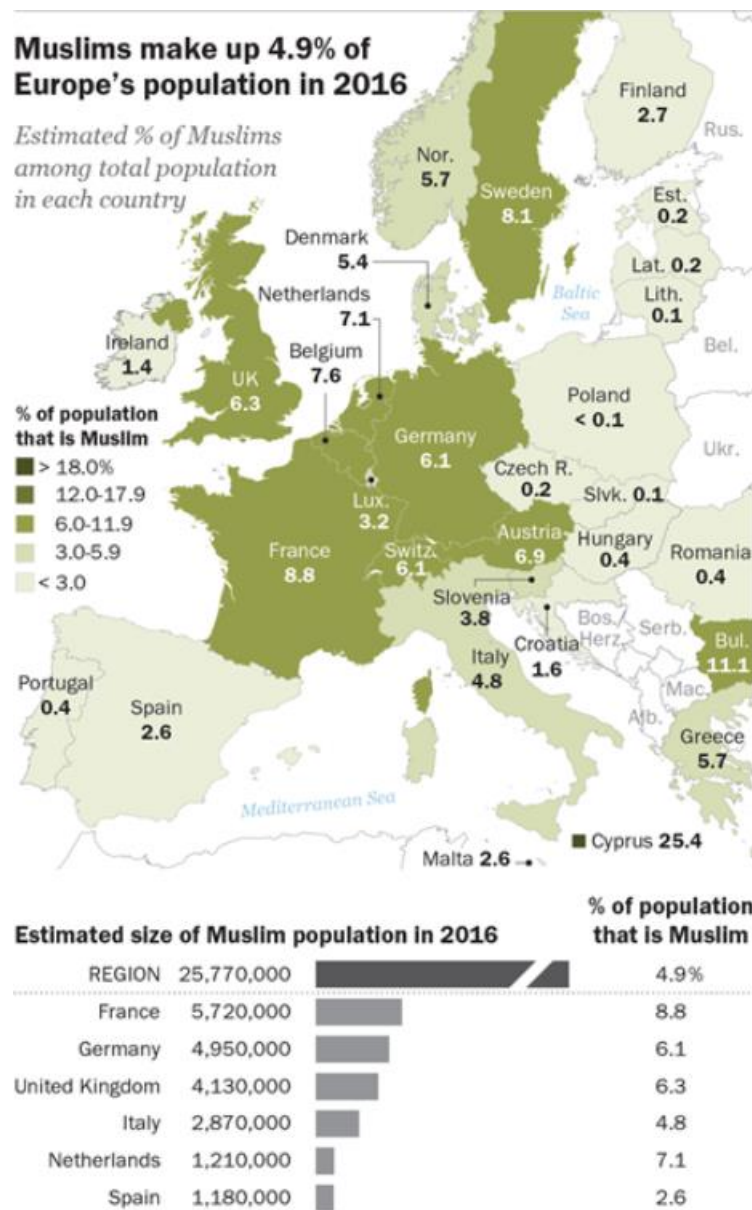 Muslims make up 4.9% of
Europe's population in 2016
Estimated % of Muslims
among total population
in each country
Finland
2.7
Rus.
Nor.
5.7
Sweden
8.1
Est.
0.2
Denmark
5.4
Lat. 0.2
Baltic
Sea
Lith.
0.1
Netherlands
7.1
Ireland
1.4
Belgium
7.6
Bel.
UK
6.3
Poland
< 0.1
% of population
that is Muslim
> 18.0%
12.0-17.9
6.0-11.9
3.0-5.9
< 3.0
Germany
6.1
Ukr.
Czech R.
0.2
Slvk. 0.1
Lux.
3.2
Austria
6.9
Hungary
0.4
Romania
0.4
France
8.8
Switz.
6.1
Slovenia
3.8
Croatia
1.6
Bos.
Herz.
Serb.
Bul.
11.1
Italy
4.8
Portugal
0.4
Spain
2.6
Mac.
Alb.
Greece
5.7
Mediterranean Sea
Cyprus 25.4
Malta 2.6
% of population
Estimated size of Muslim population in 2016 that is Muslim
REGION 25,770,000 4.9%
France 5,720,000 8.8
Germany 4,950,000 6.1
United Kingdom 4,130,000 6.3
Italy 2,870,000 4.8
Netherlands 1,210,000 7.1
Spain 1,180,000 2.6